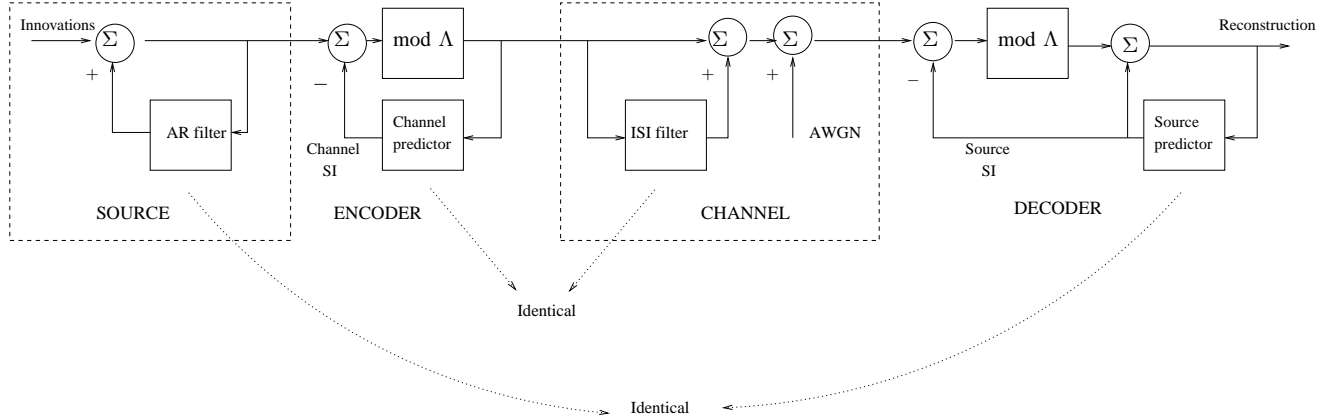 Innovations
Σ
+
AR filter
SOURCE
Σ
−
mod Λ
Channel
predictor
Channel
SI
ENCODER
ISI filter
Σ
+
Σ
+
AWGN
CHANNEL
Σ
−
mod Λ
Σ
Reconstruction
Source
predictor
Source
SI
DECODER
Identical
Identical